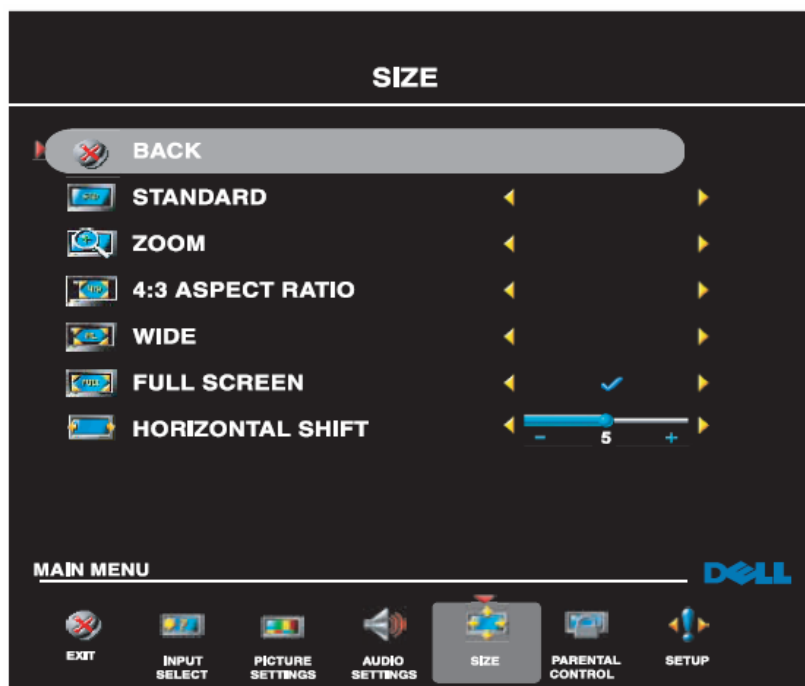 SIZE
BACK
STANDARD
ZOOM
4:3 ASPECT RATIO
WIDE
FULL SCREEN
HORIZONTAL SHIFT
- 5 +
MAIN MENU
DELL
EXIT
INPUT SELECT
PICTURE SETTINGS
AUDIO SETTINGS
SIZE
PARENTAL CONTROL
SETUP